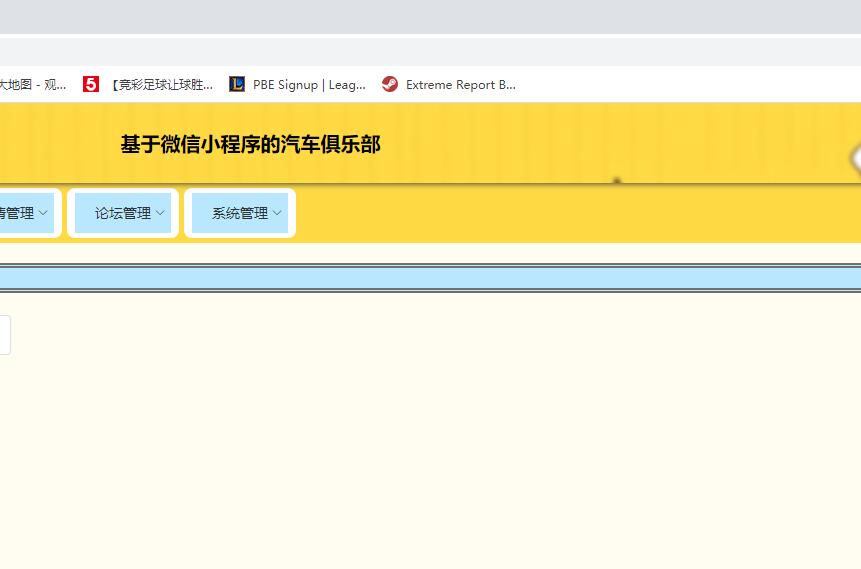 大地图 - 观... 5 【竞彩足球让球胜... L PBE Signup | Leag... Extreme Report B...
基于微信小程序的汽车俱乐部
管理 论坛管理 系统管理